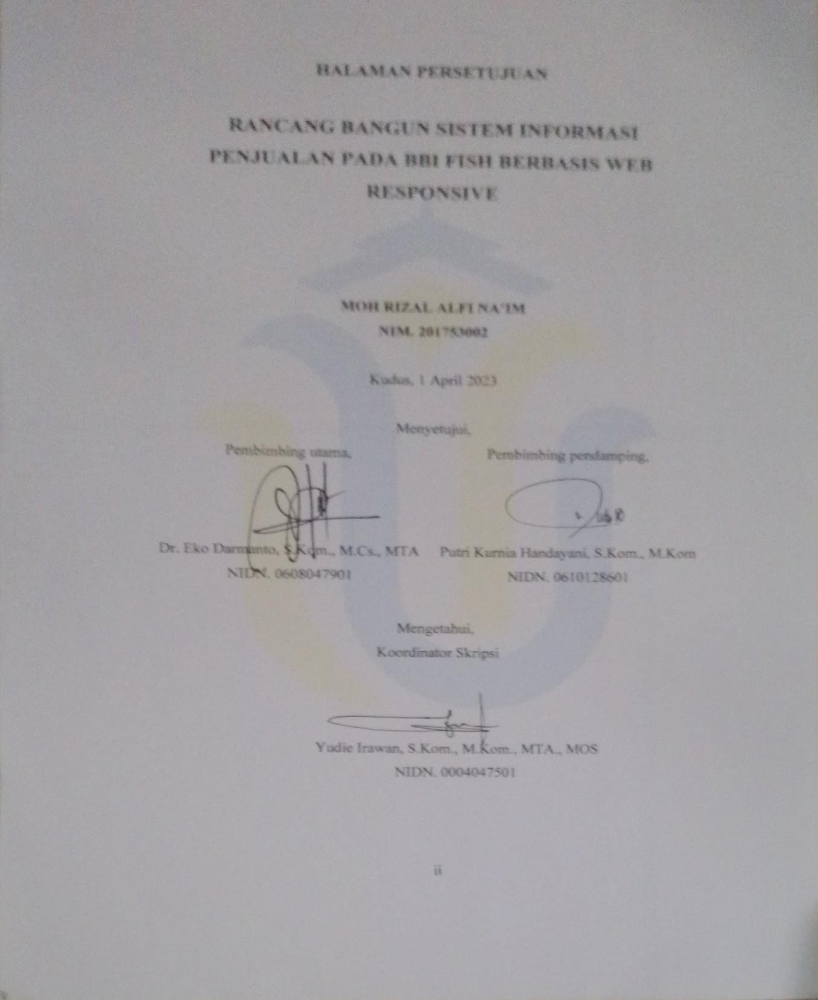 HALAMAN PERSETUJUAN
RANCANG BANGUN SISTEM INFORMASI
PENJUALAN PADA BBI FISH BERBASIS WEB
RESPONSIVE
MOH RIZAL ALFI NA'IM
NIM. 201753002
Kudus, 1 April 2023
Menyetujui,
Pembimbing utama, Pembimbing pendamping,
Dr. Eko Darmanto, S.Kom., M.Cs., MTA Putri Kurnia Handayani, S.Kom., M.Kom
NIDN. 0608047901 NIDN. 0610128601
Mengetahui,
Koordinator Skripsi
Yudie Irawan, S.Kom., M.Kom., MTA., MOS
NIDN. 0004047501
ii